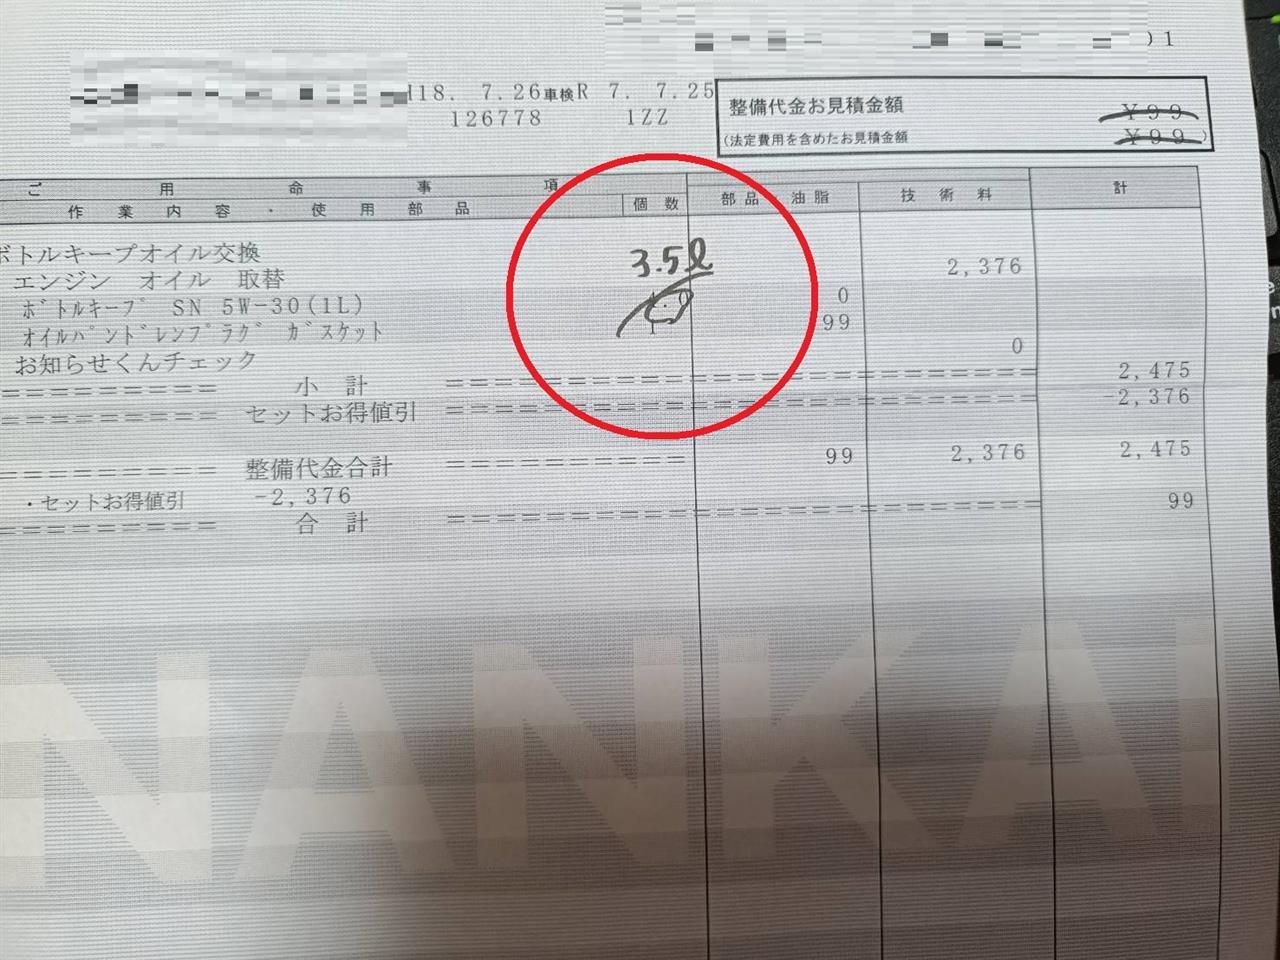 )1
H18. 7.26 車検R 7. 7.25
126778 1ZZ
整備代金お見積金額 ¥99
(法定費用を含めたお見積金額 ¥99)
ご用命事項
作業内容・使用部品 個数 部品油脂 技術料 計
ボトルキープオイル交換 3.5ℓ
エンジン オイル 取替 2,376
ボトルキープ SN 5W-30(1L) 0
オイルパンドレンプラグ ガスケット 1 99
お知らせくんチェック 0
========= 小 計 ======================== 2,475
========= セットお得値引 ======================== -2,376
========= 整備代金合計 ========== 99 2,376 2,475
・セットお得値引 -2,376
========= 合 計 ======================== 99
NANKAI